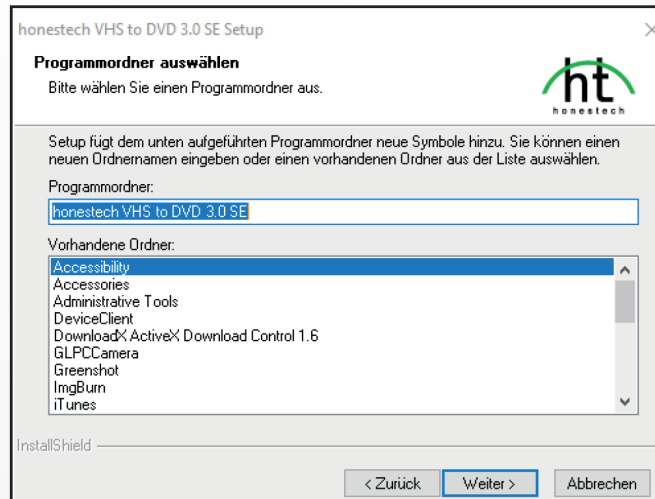 honestech VHS to DVD 3.0 SE Setup
Programmordner auswählen
Bitte wählen Sie einen Programmordner aus.
ht
honestech
Setup fügt dem unten aufgeführten Programmordner neue Symbole hinzu. Sie können einen
neuen Ordnernamen eingeben oder einen vorhandenen Ordner aus der Liste auswählen.
Programmordner:
honestech VHS to DVD 3.0 SE
Vorhandene Ordner:
Accessibility
Accessories
Administrative Tools
DeviceClient
DownloadX ActiveX Download Control 1.6
GLPCCamera
Greenshot
ImgBurn
iTunes
InstallShield
< Zurück
Weiter >
Abbrechen